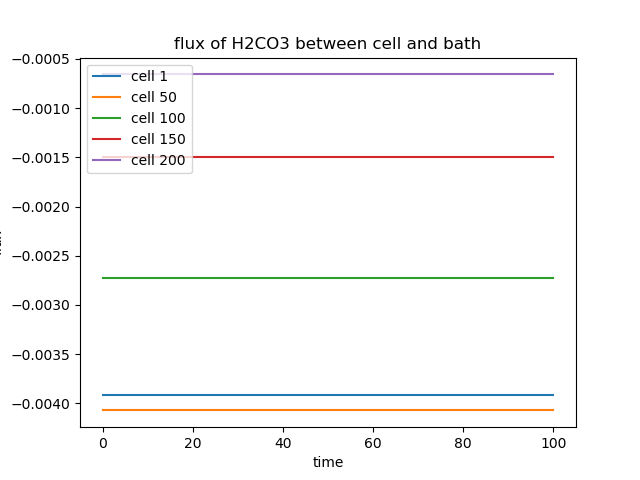 flux of H2CO3 between cell and bath
−0.0005
−0.0010
−0.0015
−0.0020
−0.0025
−0.0030
−0.0035
−0.0040
cell 1
cell 50
cell 100
cell 150
cell 200
0
20
40
60
80
100
time